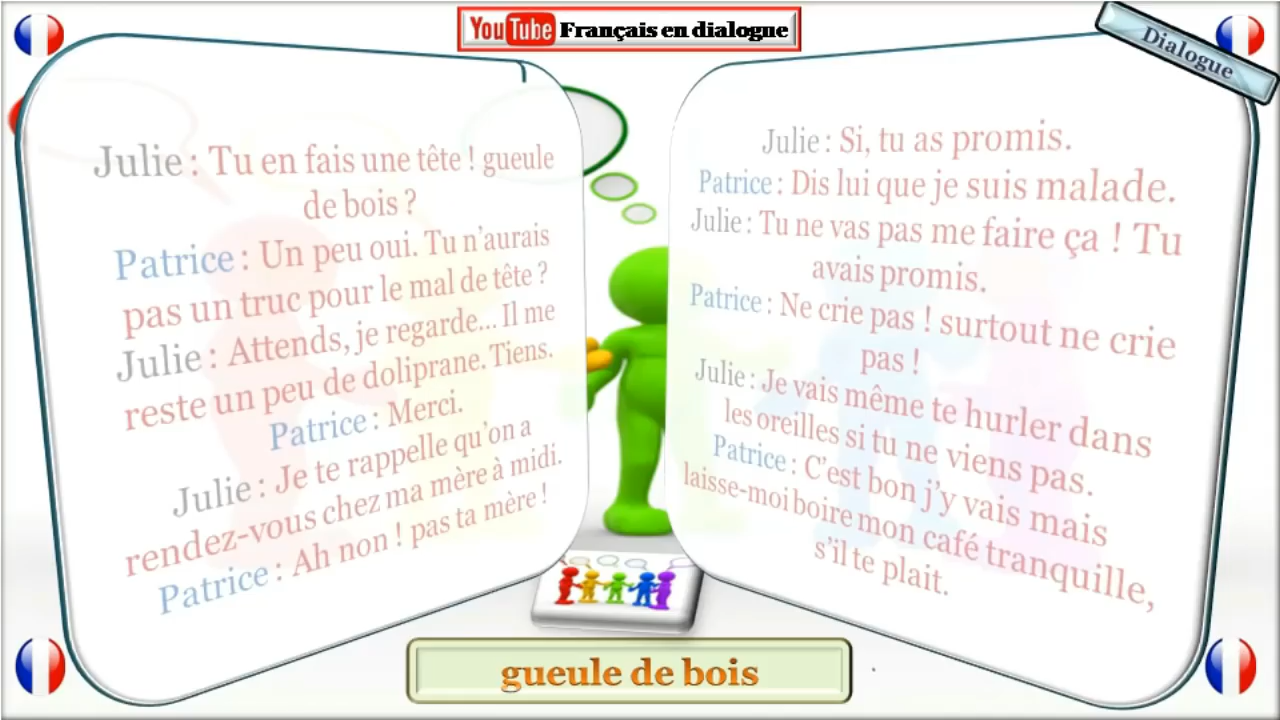 YouTube Français en dialogue
Dialogue
Julie : Tu en fais une tête ! gueule
de bois ?
Patrice : Un peu oui. Tu n'aurais
pas un truc pour le mal de tête ?
Julie : Attends, je regarde... Il me
reste un peu de doliprane. Tiens.
Patrice : Merci.
Julie : Je te rappelle qu'on a
rendez-vous chez ma mère à midi.
Patrice : Ah non ! pas ta mère !
Julie : Si, tu as promis.
Patrice : Dis lui que je suis malade.
Julie : Tu ne vas pas me faire ça ! Tu
avais promis.
Patrice : Ne crie pas ! surtout ne crie
pas !
Julie : Je vais même te hurler dans
les oreilles si tu ne viens pas.
Patrice : C'est bon j'y vais mais
laisse-moi boire mon café tranquille,
s'il te plait.
gueule de bois